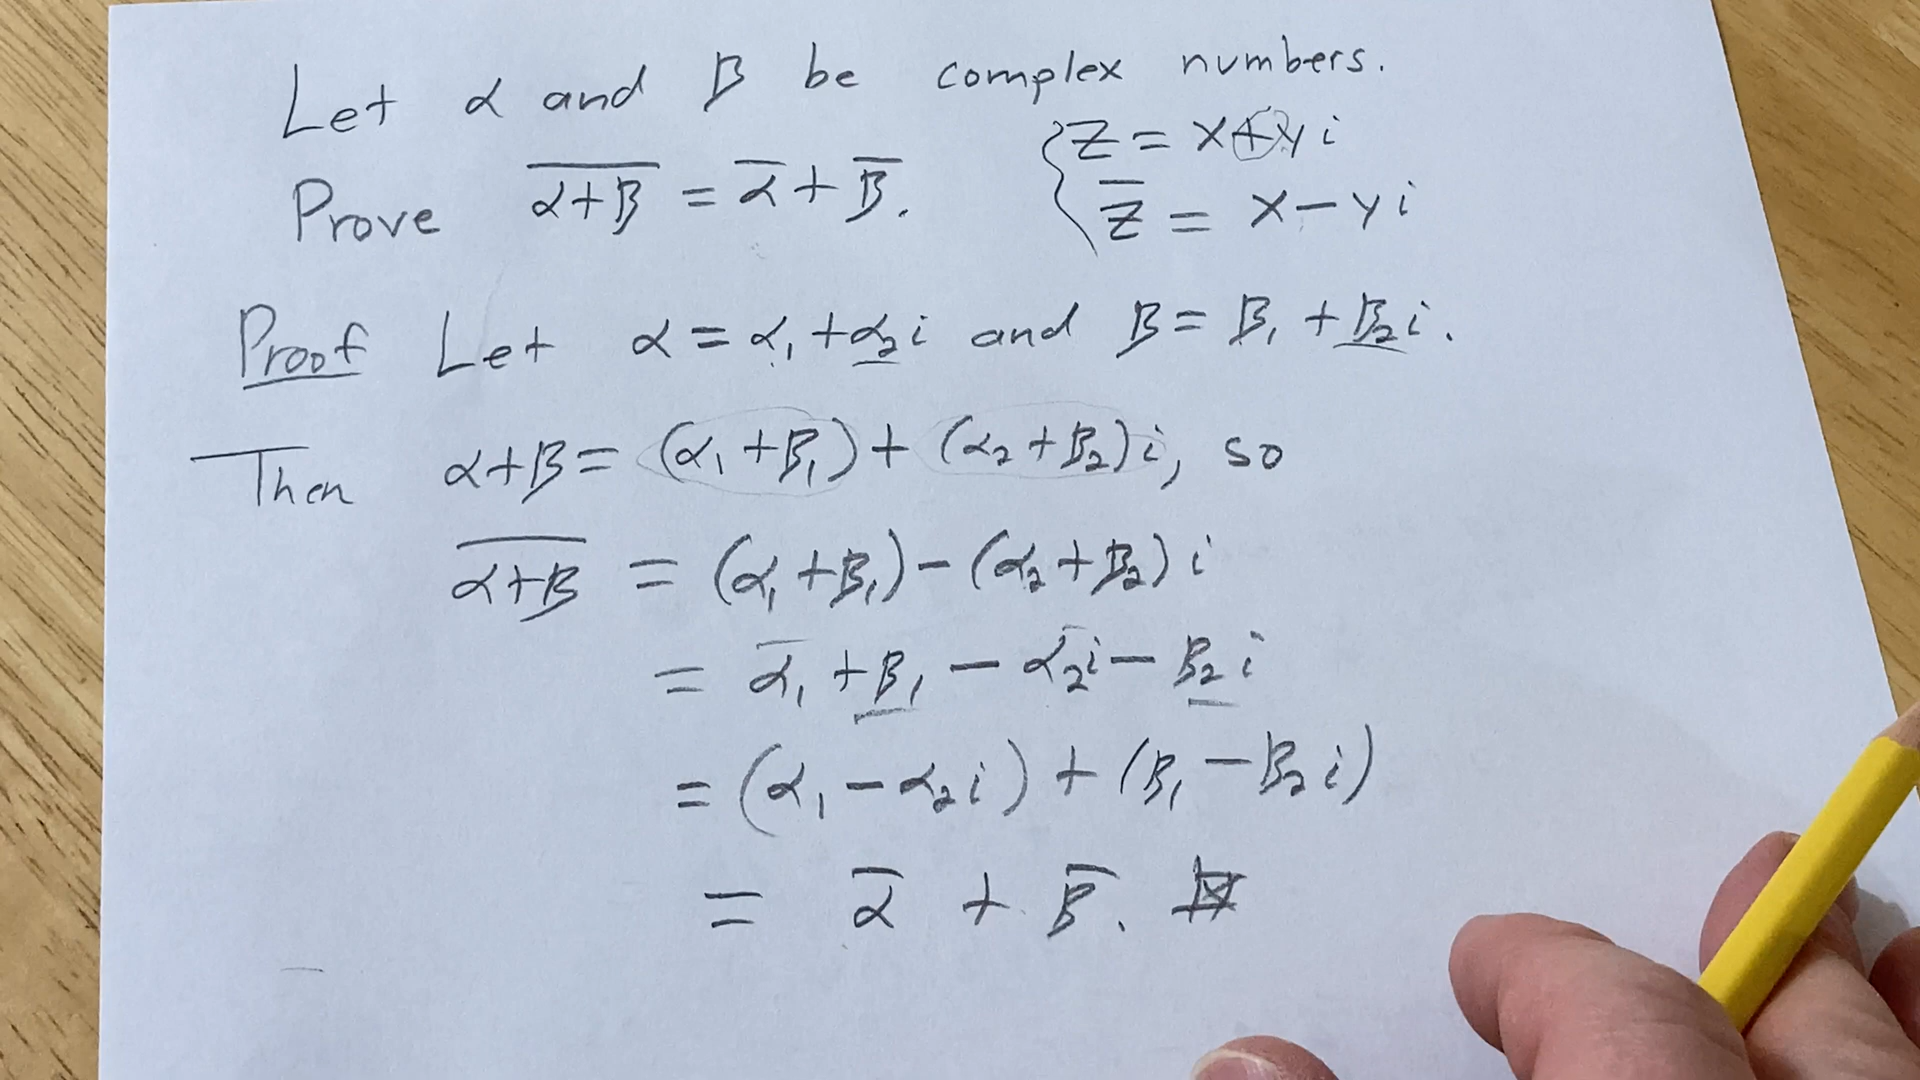 Let α and β be complex numbers.
Prove \overline{α+β} = \overline{α} + \overline{β}.
{ z = x+yi
\overline{z} = x-yi
Proof Let α = α₁ + α₂i and β = β₁ + β₂i.
Then α+β = (α₁+β₁) + (α₂+β₂)i, so
\overline{α+β} = (α₁+β₁) - (α₂+β₂)i
= α₁ + β₁ - α₂i - β₂i
= (α₁ - α₂i) + (β₁ - β₂i)
= \overline{α} + \overline{β}.